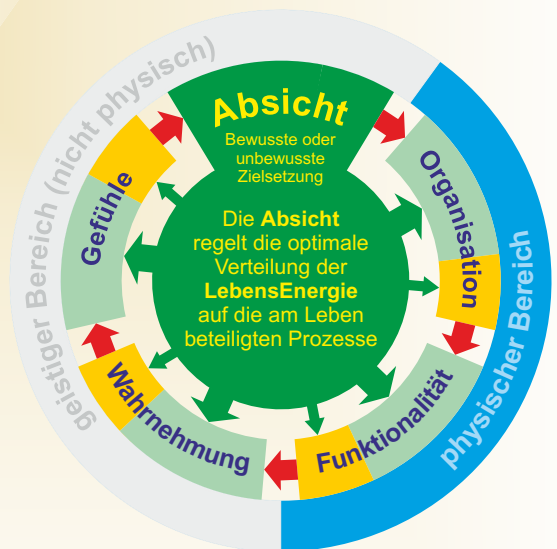 geistiger Bereich (nicht physisch)
physischer Bereich
Absicht
Bewusste oder
unbewusste
Zielsetzung
Die Absicht
regelt die optimale
Verteilung der
LebensEnergie
auf die am Leben
beteiligten Prozesse
Organisation
Funktionalität
Wahrnehmung
Gefühle